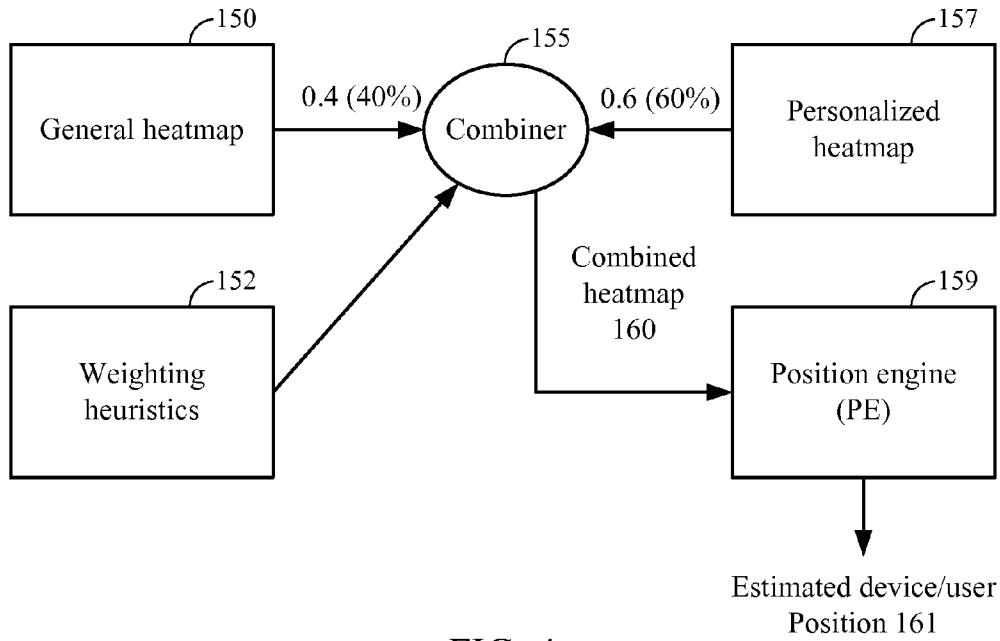 150
155
157
General heatmap
0.4 (40%)
Combiner
0.6 (60%)
Personalized
heatmap
152
Weighting
heuristics
Combined
heatmap
160
159
Position engine
(PE)
Estimated device/user
Position 161